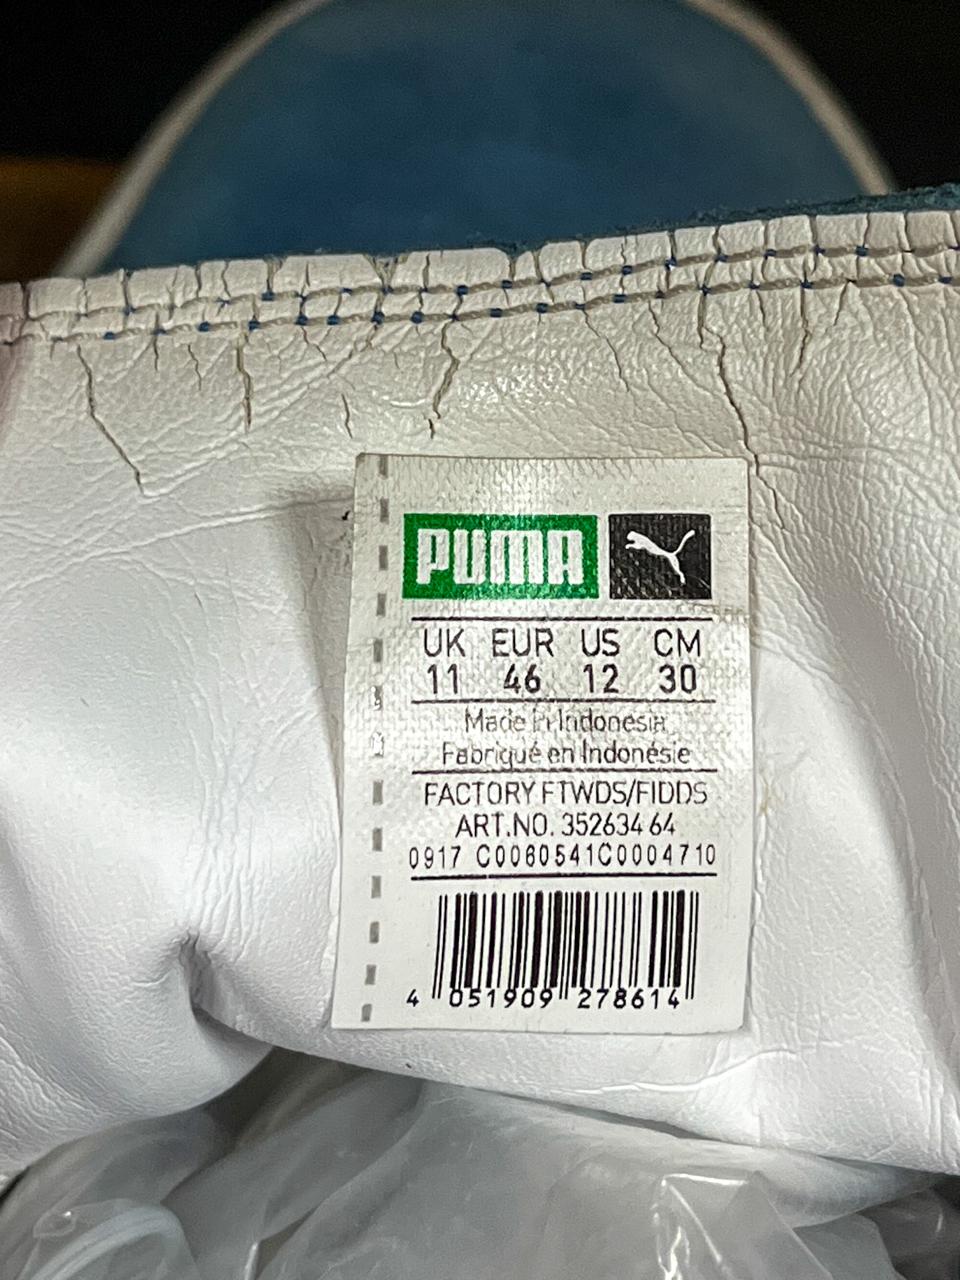 PUMA
UK EUR US CM
11 46 12 30
Made in Indonesia
Fabriqué en Indonésie
FACTORY FTWDS/FIDDS
ART.NO. 352634 64
0917 C0080541C0004710
4 051909 278614